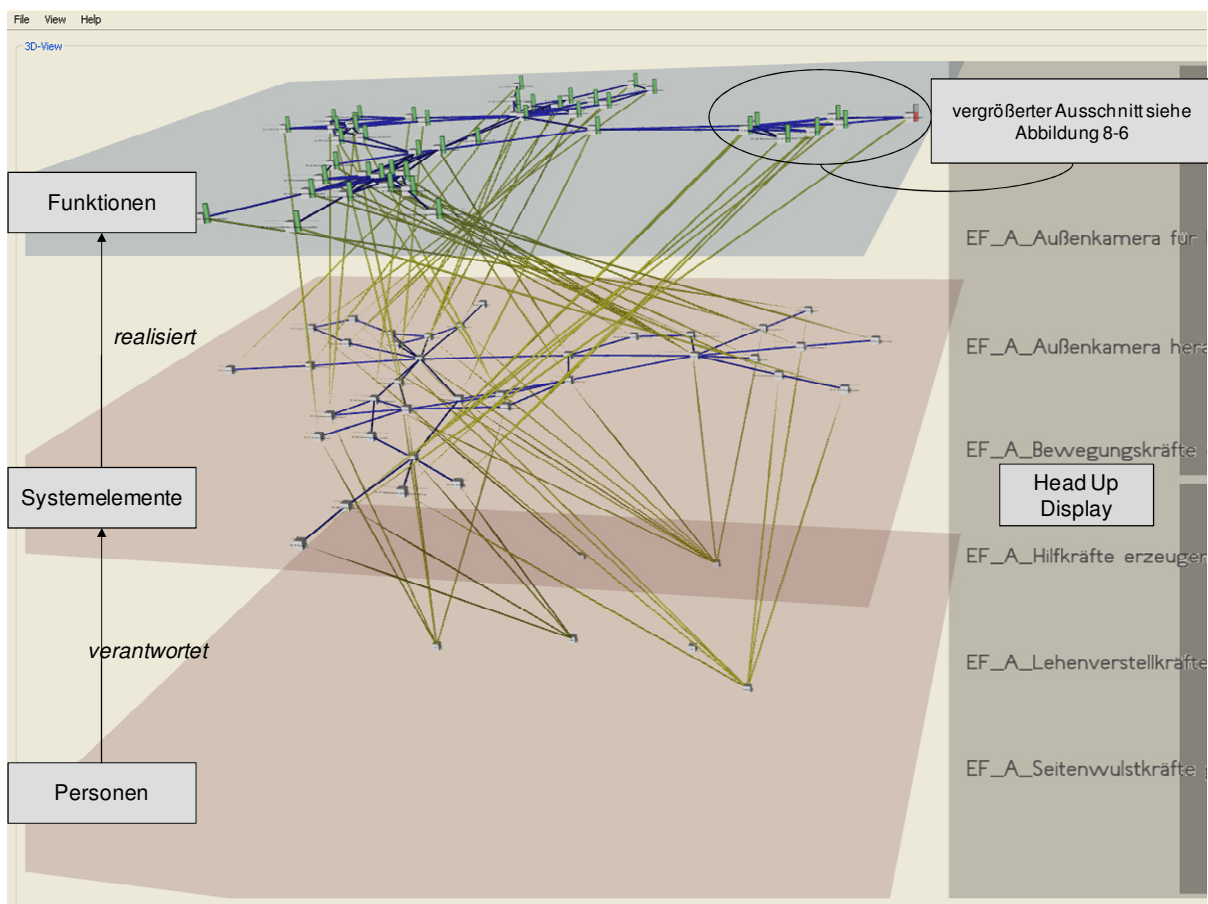 File View Help
3D-View
vergrößerter Ausschnitt siehe
Abbildung 8-6
Funktionen
EF_A_Außenkamera für
realisiert
EF_A_Außenkamera
EF_A_Bewegungskräfte
Systemelemente
Head Up
Display
EF_A_Hilfkräfte erzeugen
verantwortet
EF_A_Lehenverstellkräfte
EF_A_Seitenwulstkräfte
Personen